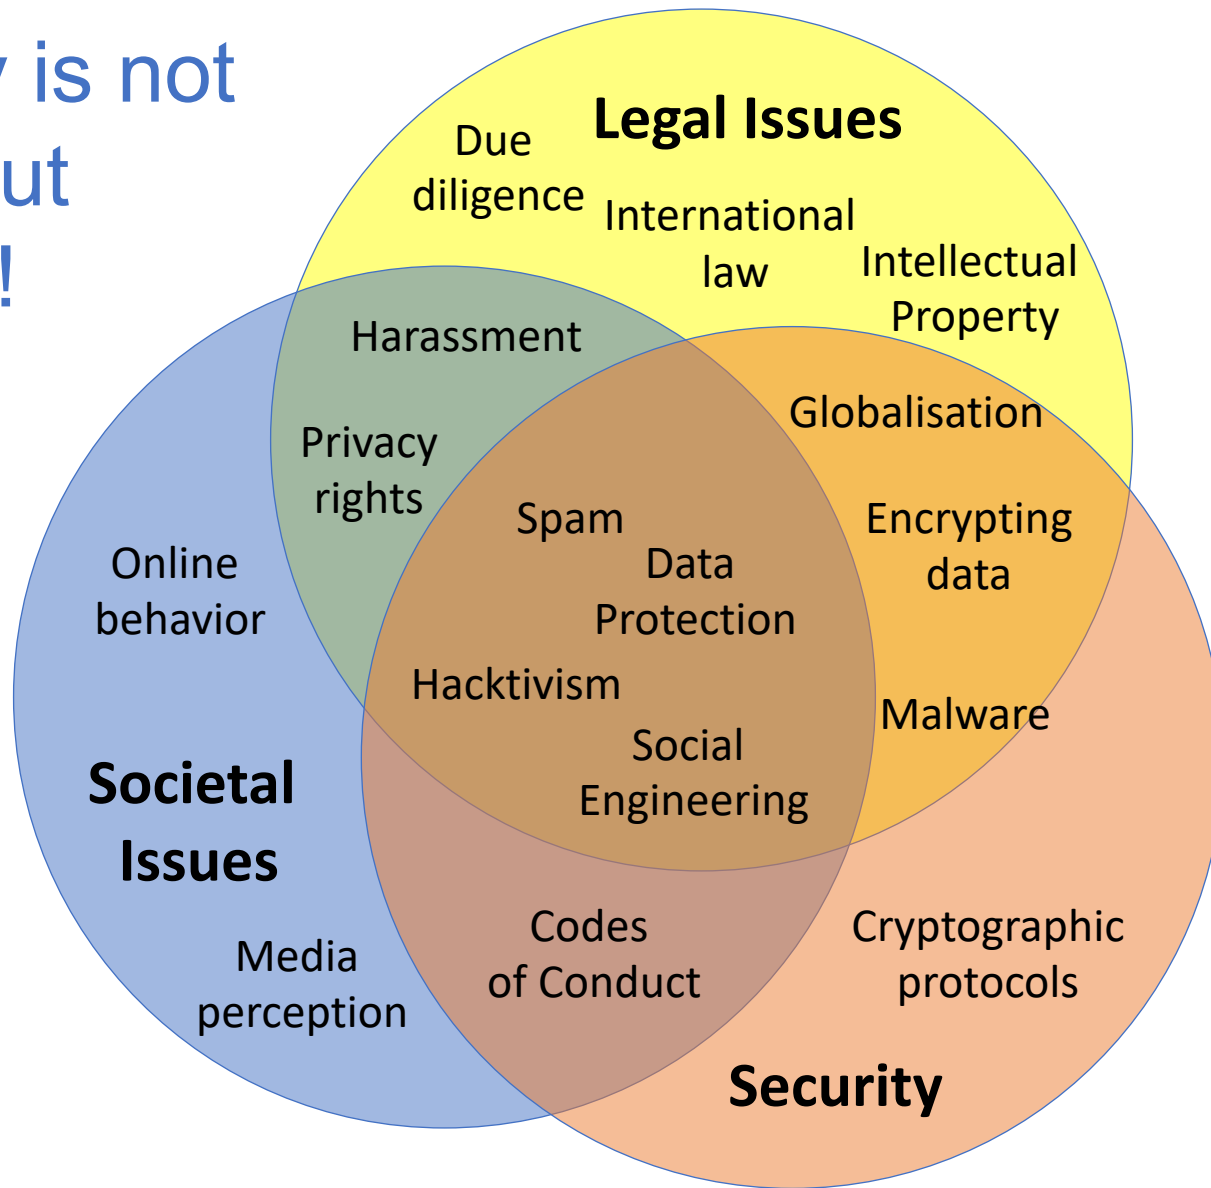 is not
ut
!
Legal Issues
Due
diligence
International
law
Intellectual
Property
Harassment
Globalisation
Privacy
rights
Spam
Encrypting
data
Online
behavior
Data
Protection
Hacktivism
Malware
Social
Engineering
Societal
Issues
Codes
of Conduct
Cryptographic
protocols
Media
perception
Security